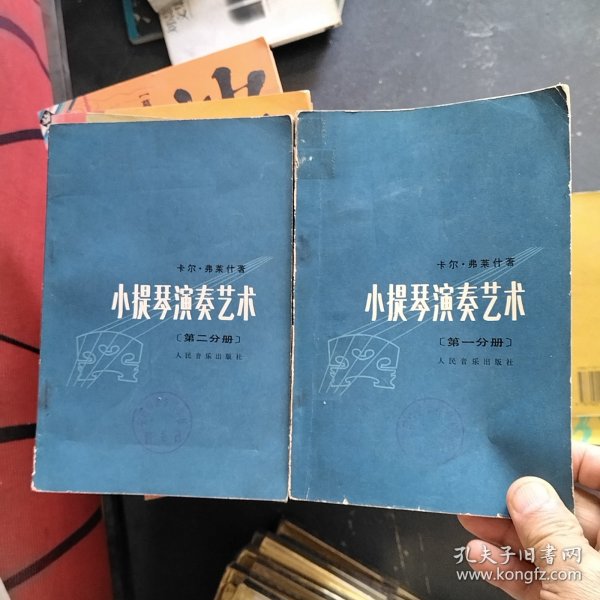 卡尔·弗莱什著
小提琴演奏艺术
〔第二分册〕
人民音乐出版社
卡尔·弗莱什著
小提琴演奏艺术
〔第一分册〕
人民音乐出版社
孔夫子旧书网
www.kongfz.com